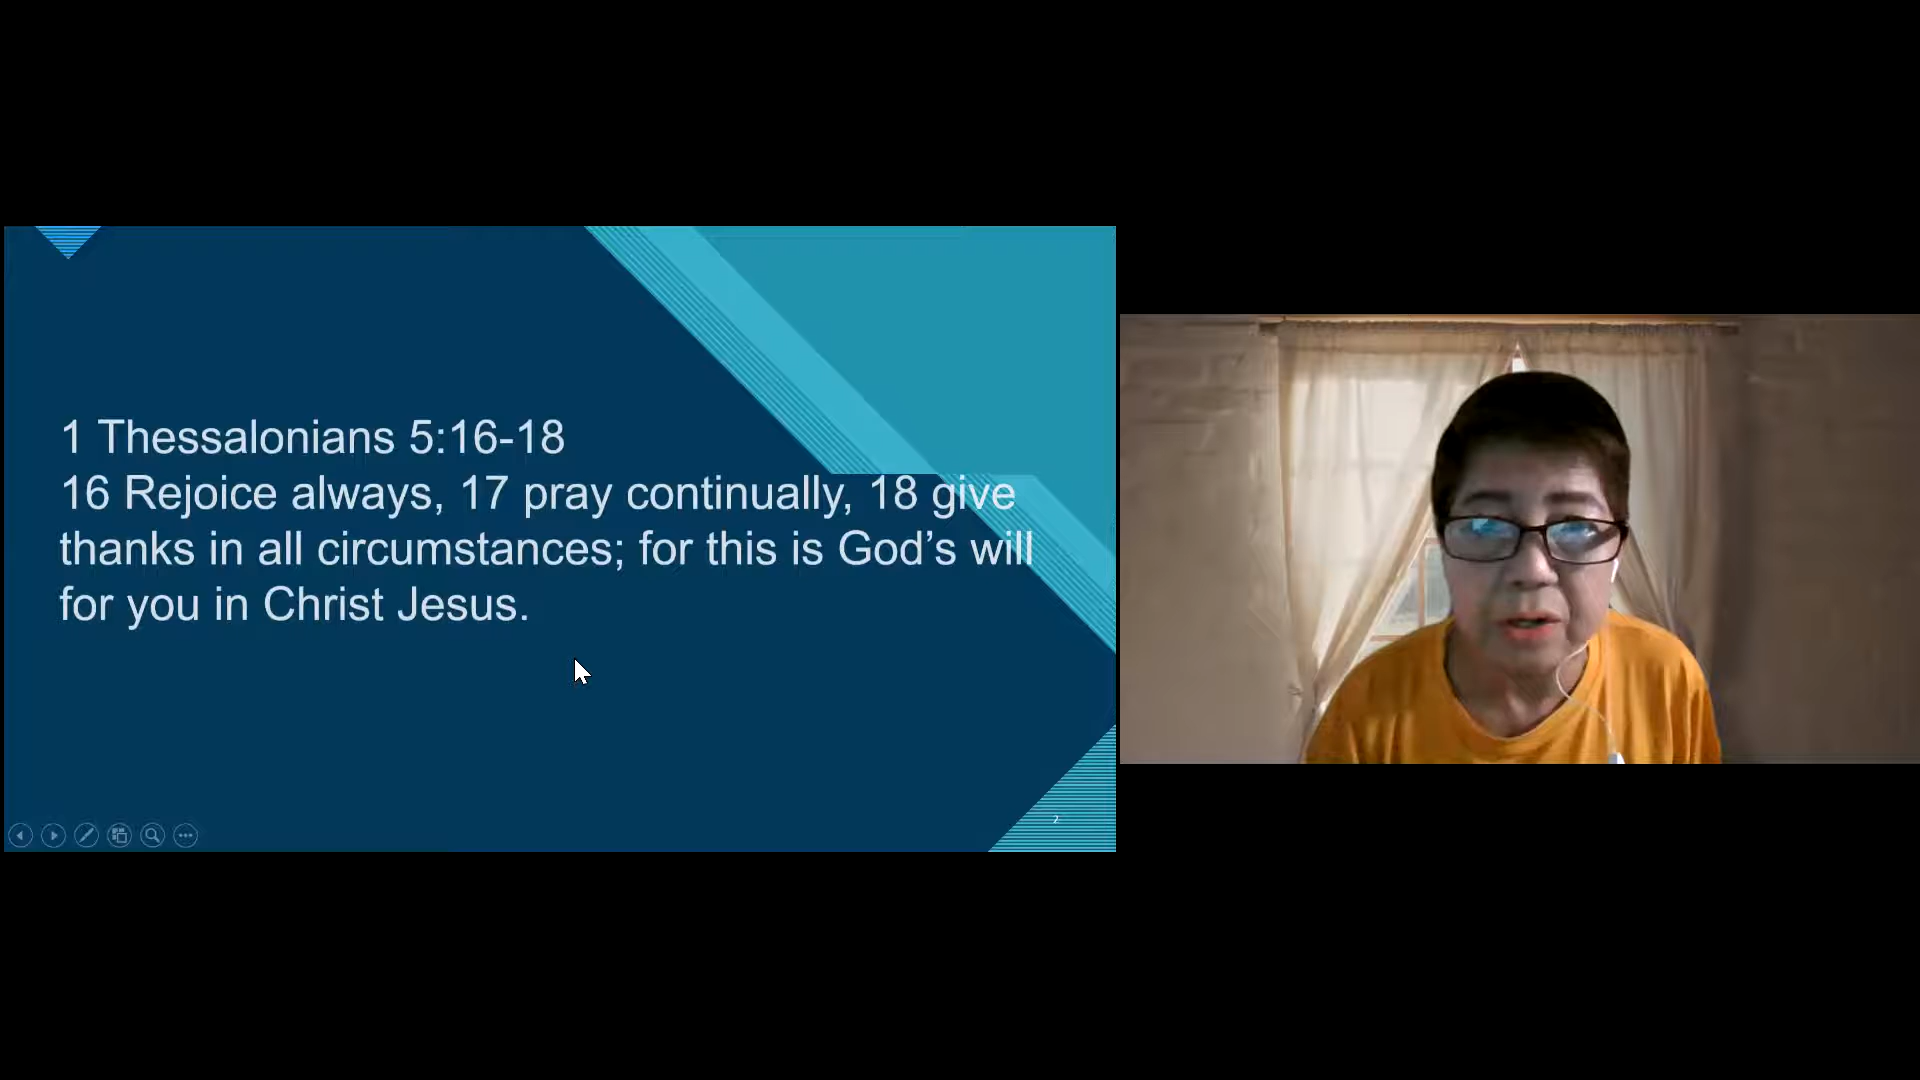 1 Thessalonians 5:16-18
16 Rejoice always, 17 pray continually, 18 give
thanks in all circumstances; for this is God’s will
for you in Christ Jesus.
2